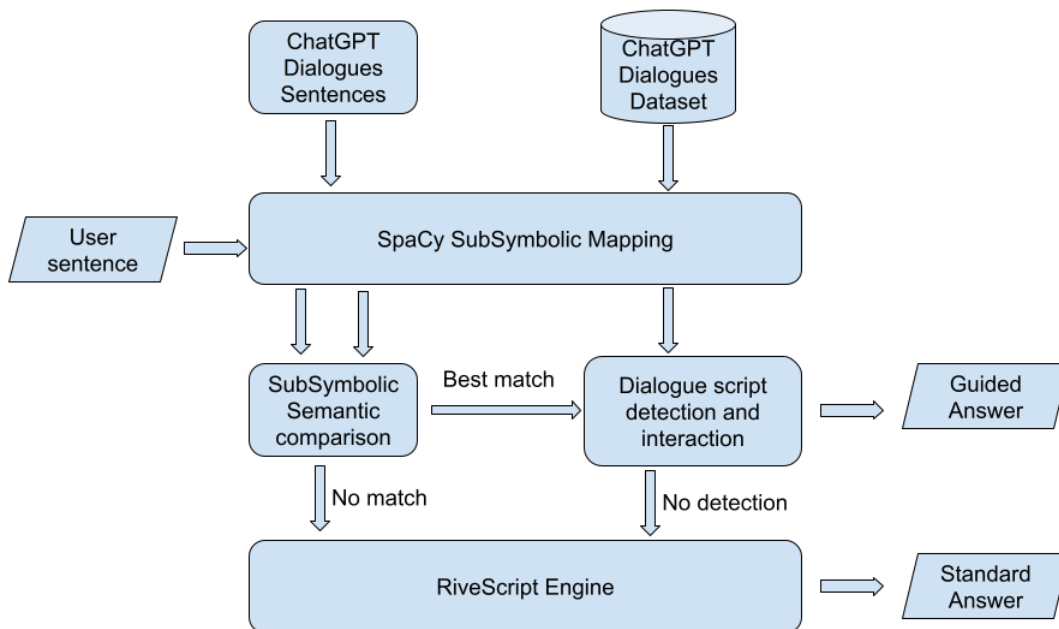 ChatGPT
Dialogues
Sentences
ChatGPT
Dialogues
Dataset
User
sentence
SpaCy SubSymbolic Mapping
SubSymbolic
Semantic
comparison
Best match
Dialogue script
detection and
interaction
Guided
Answer
No match
No detection
RiveScript Engine
Standard
Answer